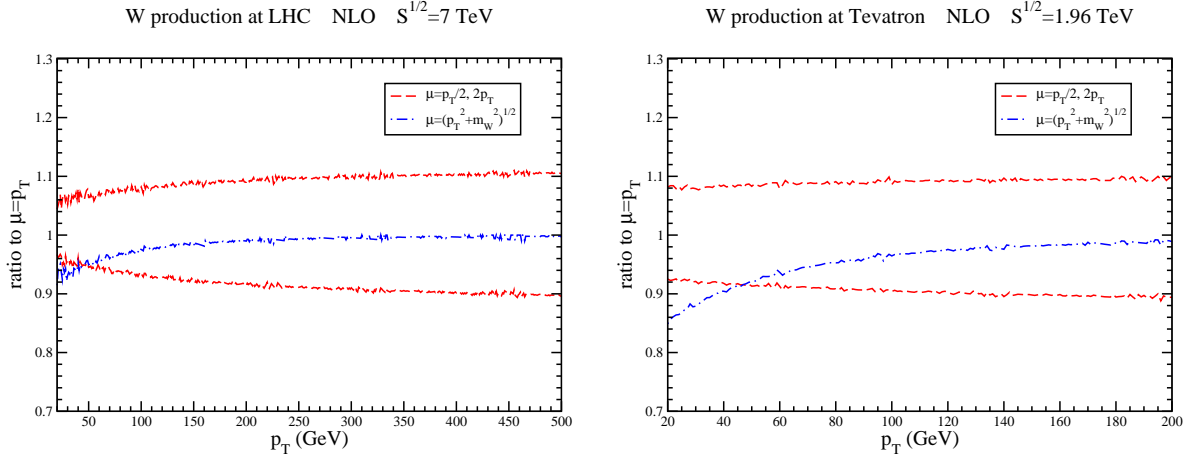 W production at LHC NLO S^1/2=7 TeV
1.3
1.2
1.1
1
0.9
0.8
0.7
ratio to μ=p_T
μ=p_T/2, 2p_T
μ=(p_T^2+m_W^2)^1/2
50 100 150 200 250 300 350 400 450 500
p_T (GeV)
W production at Tevatron NLO S^1/2=1.96 TeV
1.3
1.2
1.1
1
0.9
0.8
0.7
ratio to μ=p_T
μ=p_T/2, 2p_T
μ=(p_T^2+m_W^2)^1/2
20 40 60 80 100 120 140 160 180 200
p_T (GeV)